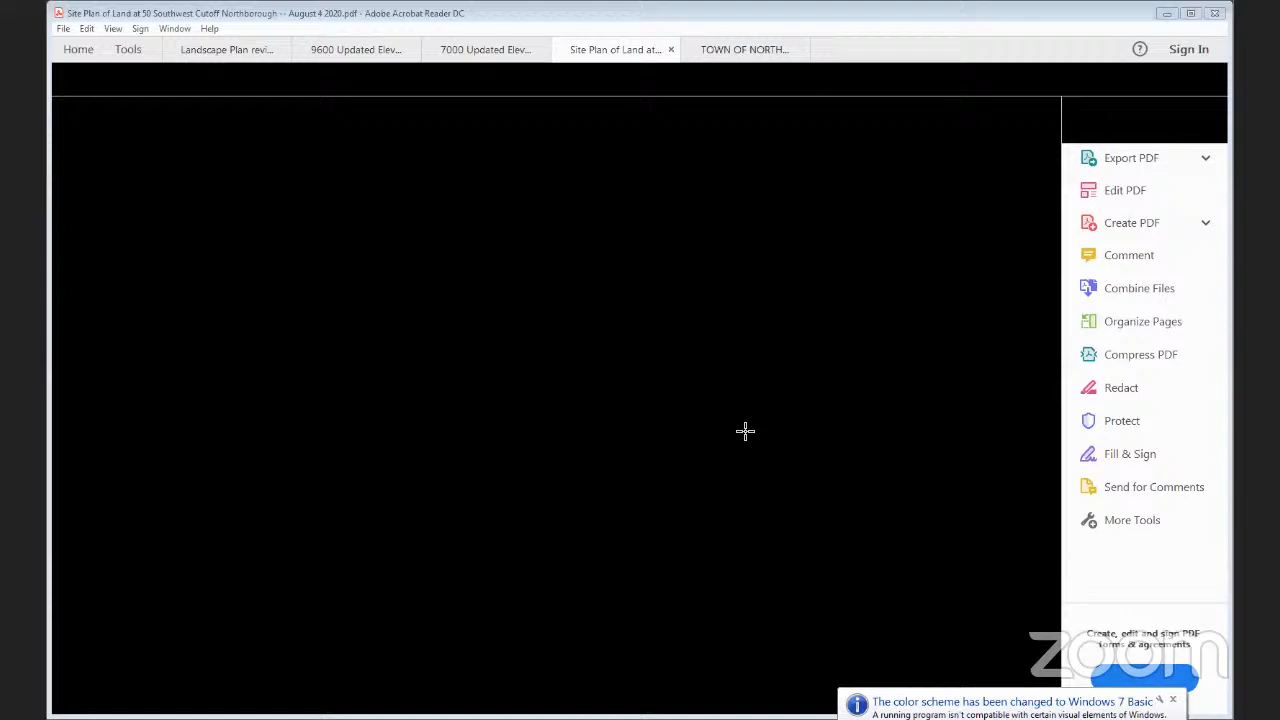 Site Plan of Land at 50 Southwest Cutoff Northborough -- August 4 2020.pdf - Adobe Acrobat Reader DC
File Edit View Sign Window Help
Home Tools Landscape Plan revi... 9600 Updated Elev... 7000 Updated Elev... Site Plan of Land at... × TOWN OF NORTH... ? Sign In
Export PDF
Edit PDF
Create PDF
Comment
Combine Files
Organize Pages
Compress PDF
Redact
Protect
Fill & Sign
Send for Comments
More Tools
Create, edit and sign PDF
forms & agreements
zoom
The color scheme has been changed to Windows 7 Basic
A running program isn't compatible with certain visual elements of Windows.